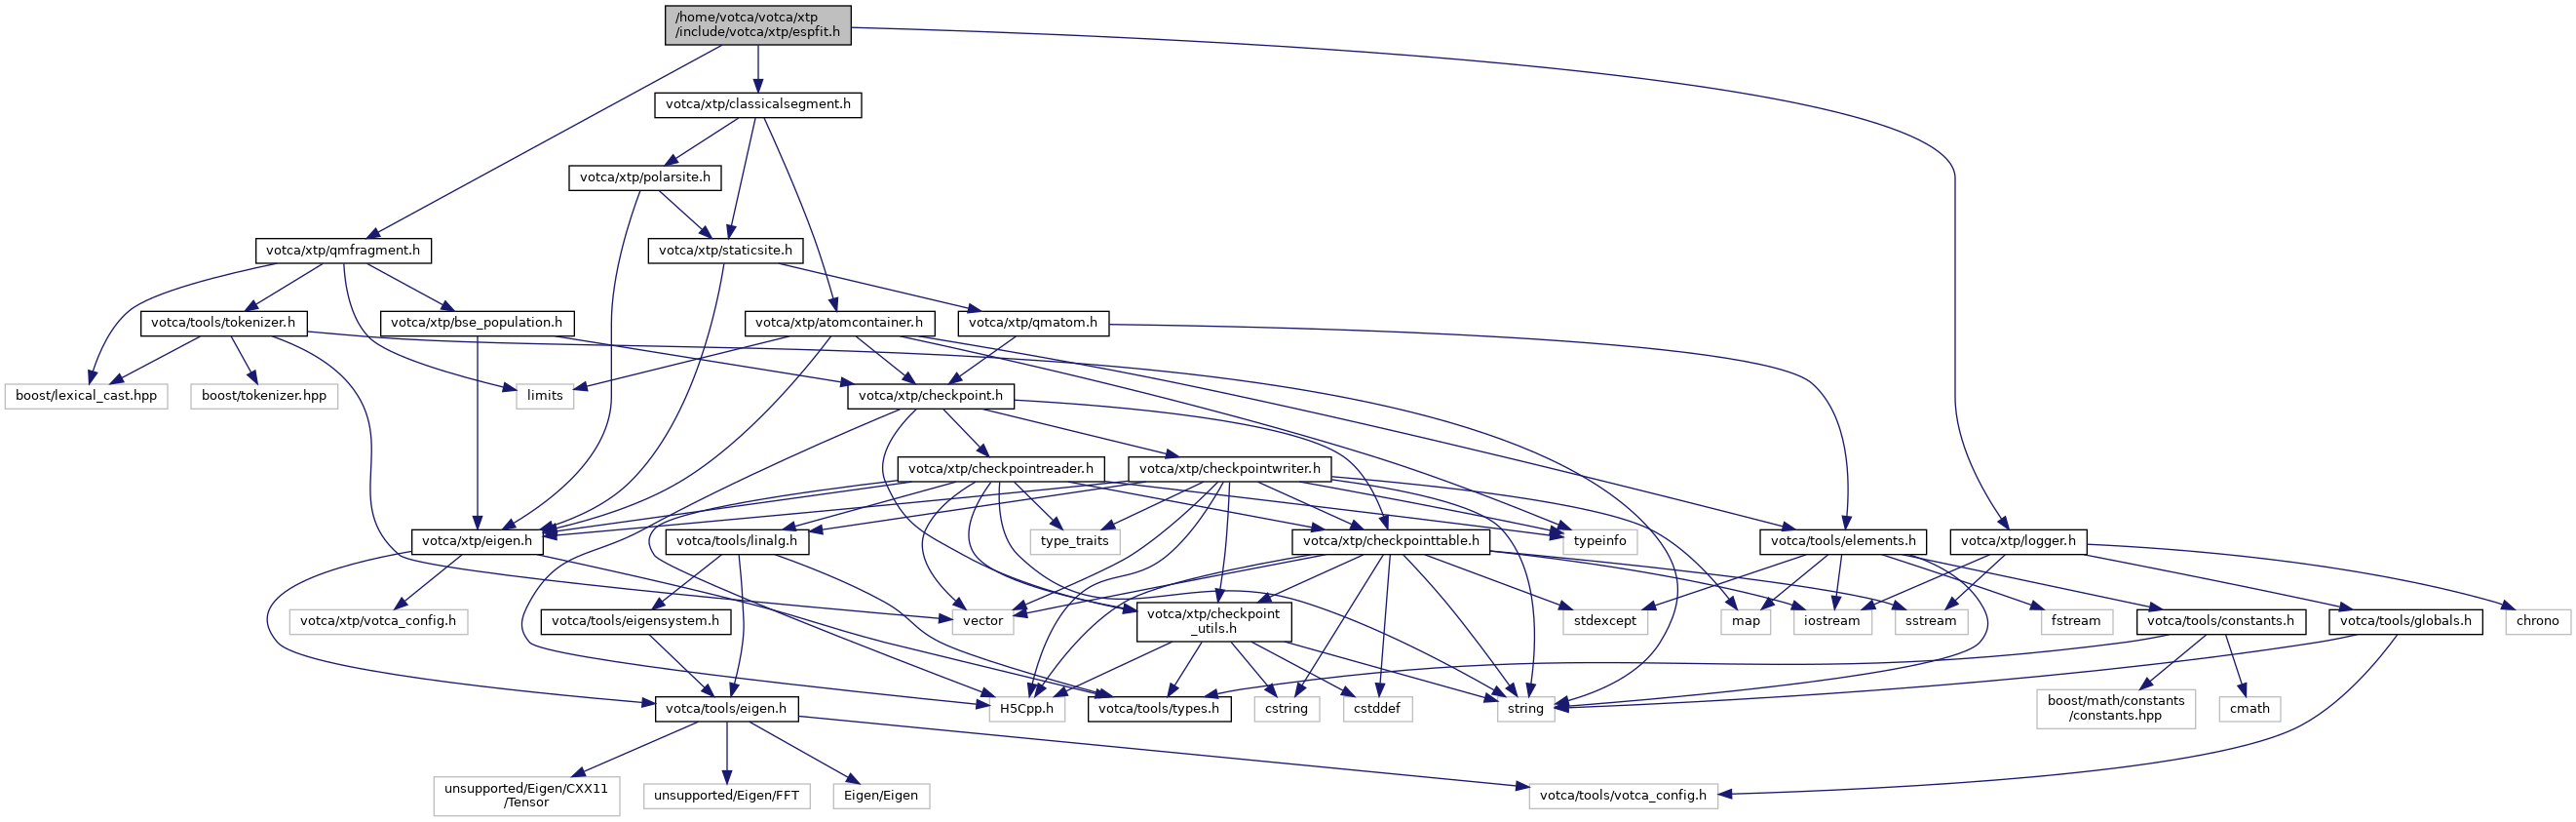 /home/votca/votca/xtp
/include/votca/xtp/espfit.h
votca/xtp/classicalsegment.h
votca/xtp/polarsite.h
votca/xtp/qmfragment.h
votca/xtp/staticsite.h
votca/tools/tokenizer.h
votca/xtp/bse_population.h
votca/xtp/atomcontainer.h
votca/xtp/qmatom.h
boost/lexical_cast.hpp
boost/tokenizer.hpp
limits
votca/xtp/checkpoint.h
votca/xtp/checkpointreader.h
votca/xtp/checkpointwriter.h
votca/xtp/eigen.h
votca/tools/linalg.h
type_traits
votca/xtp/checkpointtable.h
typeinfo
votca/tools/elements.h
votca/xtp/logger.h
votca/xtp/votca_config.h
votca/tools/eigensystem.h
vector
votca/xtp/checkpoint
_utils.h
stdexcept
map
iostream
sstream
fstream
votca/tools/constants.h
votca/tools/globals.h
chrono
votca/tools/eigen.h
H5Cpp.h
votca/tools/types.h
cstring
cstddef
string
boost/math/constants
/constants.hpp
cmath
unsupported/Eigen/CXX11
/Tensor
unsupported/Eigen/FFT
Eigen/Eigen
votca/tools/votca_config.h